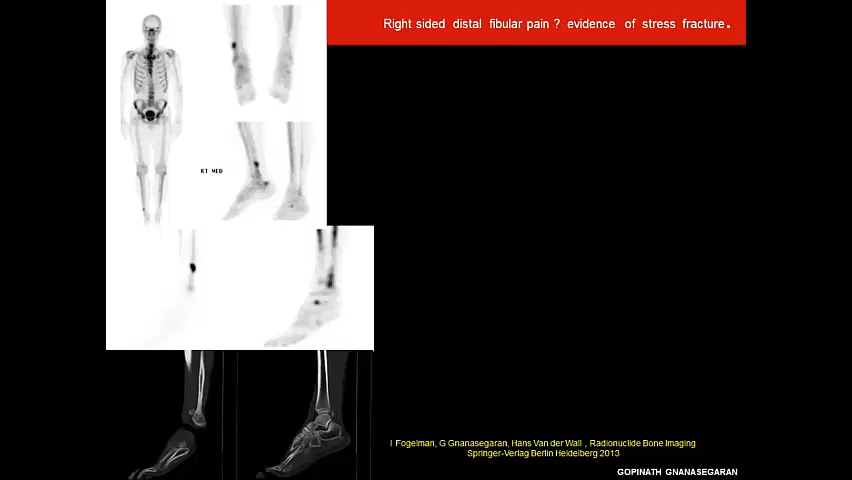 Right sided distal fibular pain ? evidence of stress fracture.
RT MED
I Fogelman, G Gnanasegaran, Hans Van der Wall , Radionuclide Bone Imaging
Springer-Verlag Berlin Heidelberg 2013
GOPINATH GNANASEGARAN